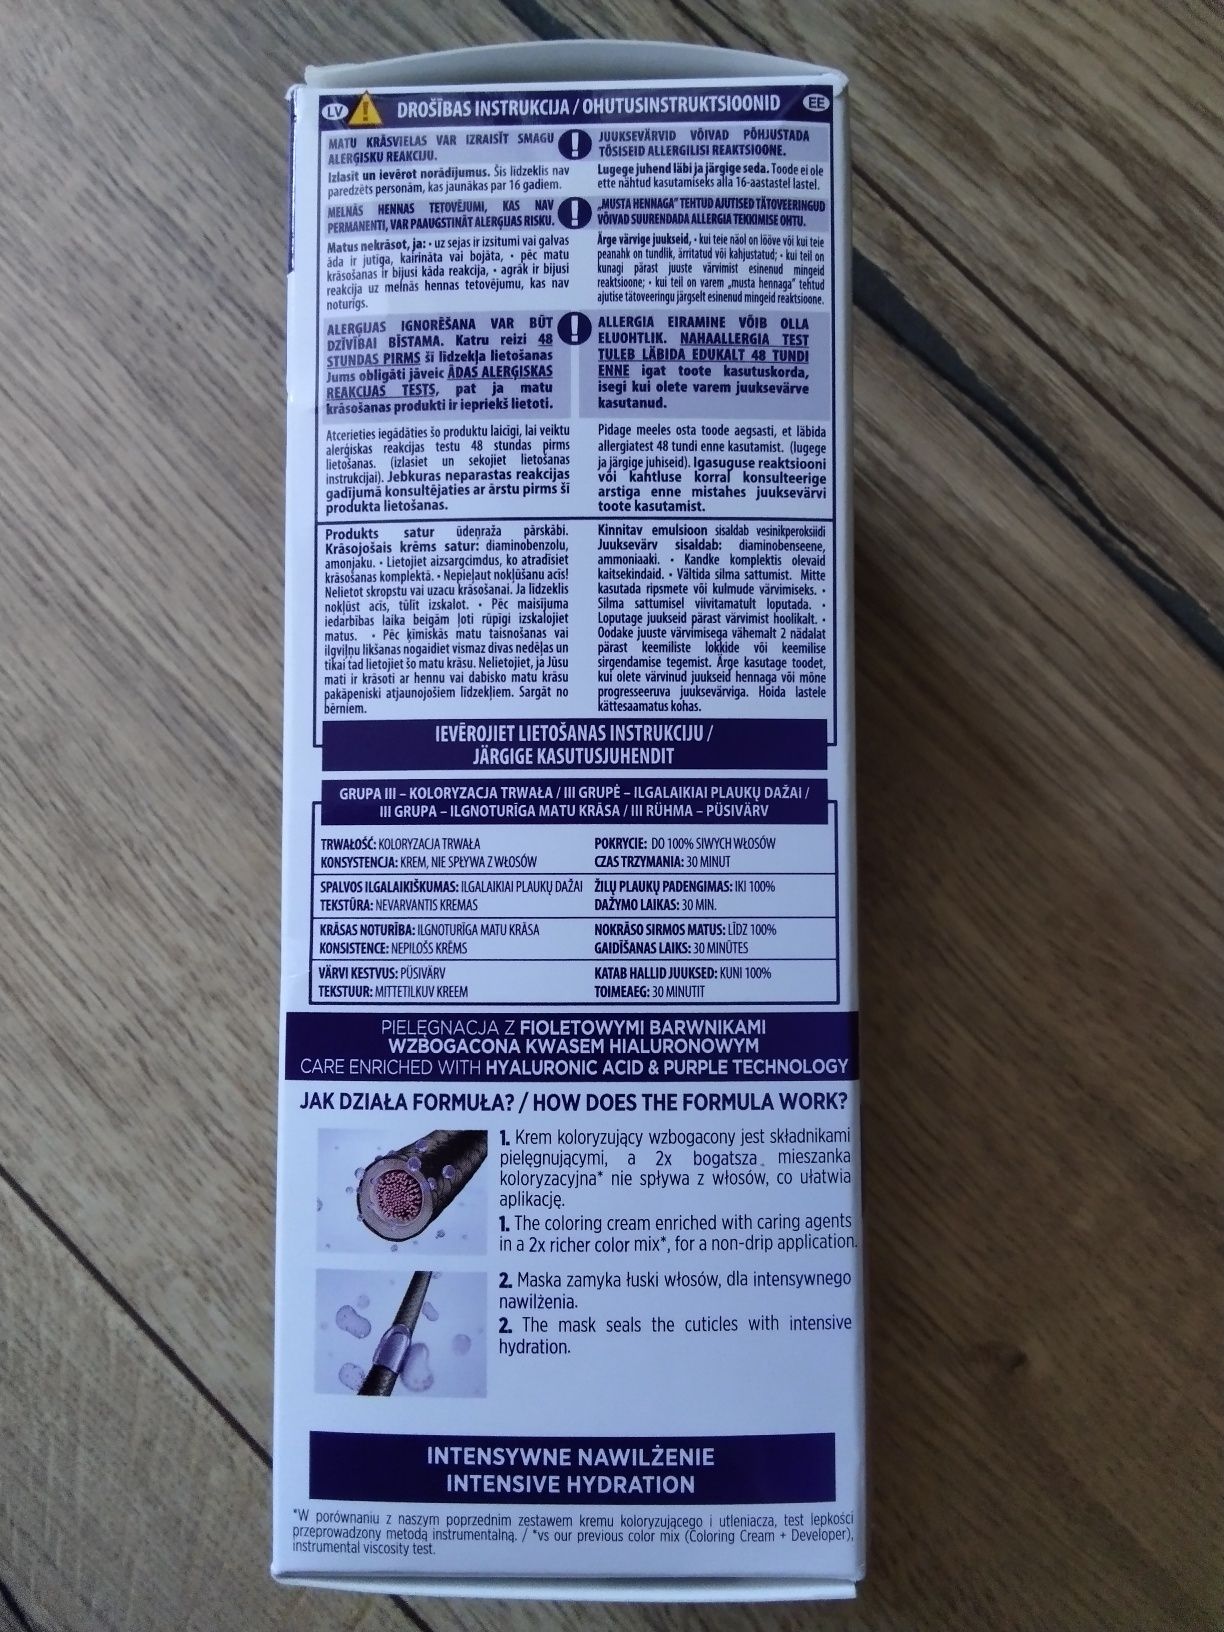 LV DROŠĪBAS INSTRUKCIJA / OHUTUSINSTRUKTSIOONID EE
MATU KRĀSVIELAS VAR IZRAISĪT SMAGU
ALERĢISKU REAKCIJU.
Izlasīt un ievērot norādījumus. Šis līdzeklis nav
paredzēts personām, kas jaunākas par 16 gadiem.
MELNĀS HENNAS TETOVĒJUMI, KAS NAV
PERMANENTI, VAR PAAUGSTINĀT ALERĢIJAS RISKU.
Matus nekrāsot, ja: • uz sejas ir izsitumi vai galvas
āda ir jutīga, kairināta vai bojāta, • pēc matu
krāsošanas ir bijusi kāda reakcija, • agrāk ir bijusi
reakcija uz melnās hennas tetovējumu, kas nav
noturīgs.
ALERĢIJAS IGNORĒŠANA VAR BŪT
DZĪVĪBAI BĪSTAMA. Katru reizi 48
STUNDAS PIRMS šī līdzekļa lietošanas
Jums obligāti jāveic ĀDAS ALERĢISKAS
REAKCIJAS TESTS, pat ja matu
krāsošanas produkti ir iepriekš lietoti.
Atcerieties iegādāties šo produktu laicīgi, lai veiktu
alerģiskas reakcijas testu 48 stundas pirms
lietošanas. (izlasiet un sekojiet lietošanas
instrukcijai). Jebkuras neparastas reakcijas
gadījumā konsultējaties ar ārstu pirms šī
produkta lietošanas.
Produkts satur ūdeņraža pārskābi.
Krāsojošais krēms satur: diaminobenzolu,
amonjaku. • Lietojiet aizsargcimdus, ko atradīsiet
krāsošanas komplektā. • Nepieļaut nokļūšanu acīs!
Nelietot skropstu vai uzacu krāsošanai. Ja līdzeklis
nokļūst acīs, tūlīt izskalot. • Pēc maisījuma
iedarbības laika beigām ļoti rūpīgi izskalojiet
matus. • Pēc ķīmiskās matu taisnošanas vai
ilgviļņu likšanas nogaidiet vismaz divas nedēļas un
tikai tad lietojiet šo matu krāsu. Nelietojiet, ja Jūsu
mati ir krāsoti ar hennu vai dabisko matu krāsu
pakāpeniski atjaunojošiem līdzekļiem. Sargāt no
bērniem.
JUUKSEVÄRVID VÕIVAD PÕHJUSTADA
TÕSISEID ALLERGILISI REAKTSIOONE.
Lugege juhend läbi ja järgige seda. Toode ei ole
ette nähtud kasutamiseks alla 16-aastastel lastel.
„MUSTA HENNAGA" TEHTUD AJUTISED TÄTOVEERINGUD
VÕIVAD SUURENDADA ALLERGIA TEKKIMISE OHTU.
Ärge värvige juukseid, • kui teie näol on lööve või kui teie
peanahk on tundlik, ärritatud või kahjustatud; • kui teil on
kunagi pärast juuste värvimist esinenud mingeid
reaktsioone; • kui teil on varem „musta hennaga" tehtud
ajutise tätoveeringu järgselt esinenud mingeid reaktsioone.
ALLERGIA EIRAMINE VÕIB OLLA
ELUOHTLIK. NAHAALLERGIA TEST
TULEB LÄBIDA EDUKALT 48 TUNDI
ENNE igat toote kasutuskorda,
isegi kui olete varem juuksevärve
kasutanud.
Pidage meeles osta toode aegsasti, et läbida
allergiatest 48 tundi enne kasutamist. (lugege
ja järgige juhiseid). Igasuguse reaktsiooni
või kahtluse korral konsulteerige
arstiga enne mistahes juuksevärvi
toote kasutamist.
Kinnitav emulsioon sisaldab vesinikperoksiidi
Juuksevärv sisaldab: diaminobenseene,
ammoniaaki. • Kandke komplektis olevaid
kaitsekindaid. • Vältida silma sattumist. Mitte
kasutada ripsmete või kulmude värvimiseks. •
Silma sattumisel viivitamatult loputada. •
Loputage juukseid pärast värvimist hoolikalt. •
Oodake juuste värvimisega vähemalt 2 nädalat
pärast keemiliste lokkide või keemilise
sirgendamise tegemist. Ärge kasutage toodet,
kui olete värvinud juukseid hennaga või mõne
progresseeruva juuksevärviga. Hoida lastele
kättesaamatus kohas.
IEVĒROJIET LIETOŠANAS INSTRUKCIJU /
JÄRGIGE KASUTUSJUHENDIT
GRUPA III – KOLORYZACJA TRWAŁA / III GRUPĖ – ILGALAIKIAI PLAUKŲ DAŽAI /
III GRUPA – ILGNOTURĪGA MATU KRĀSA / III RÜHMA – PÜSIVÄRV
TRWAŁOŚĆ: KOLORYZACJA TRWAŁA POKRYCIE: DO 100% SIWYCH WŁOSÓW
KONSYSTENCJA: KREM, NIE SPŁYWA Z WŁOSÓW CZAS TRZYMANIA: 30 MINUT
SPALVOS ILGALAIKIŠKUMAS: ILGALAIKIAI PLAUKŲ DAŽAI ŽILŲ PLAUKŲ PADENGIMAS: IKI 100%
TEKSTŪRA: NEVARVANTIS KREMAS DAŽYMO LAIKAS: 30 MIN.
KRĀSAS NOTURĪBA: ILGNOTURĪGA MATU KRĀSA NOKRĀSO SIRMOS MATUS: LĪDZ 100%
KONSISTENCE: NEPILOŠS KRĒMS GAIDĪŠANAS LAIKS: 30 MINŪTES
VÄRVI KESTVUS: PÜSIVÄRV KATAB HALLID JUUKSED: KUNI 100%
TEKSTUUR: MITTETILKUV KREEM TOIMEAEG: 30 MINUTIT
PIELĘGNACJA Z FIOLETOWYMI BARWNIKAMI
WZBOGACONA KWASEM HIALURONOWYM
CARE ENRICHED WITH HYALURONIC ACID & PURPLE TECHNOLOGY
JAK DZIAŁA FORMUŁA? / HOW DOES THE FORMULA WORK?
1. Krem koloryzujący wzbogacony jest składnikami
pielęgnującymi, a 2x bogatsza mieszanka
koloryzacyjna* nie spływa z włosów, co ułatwia
aplikację.
1. The coloring cream enriched with caring agents
in a 2x richer color mix*, for a non-drip application.
2. Maska zamyka łuski włosów, dla intensywnego
nawilżenia.
2. The mask seals the cuticles with intensive
hydration.
INTENSYWNE NAWILŻENIE
INTENSIVE HYDRATION
*W porównaniu z naszym poprzednim zestawem kremu koloryzującego i utleniacza, test lepkości
przeprowadzony metodą instrumentalną. / *vs our previous color mix (Coloring Cream + Developer),
instrumental viscosity test.